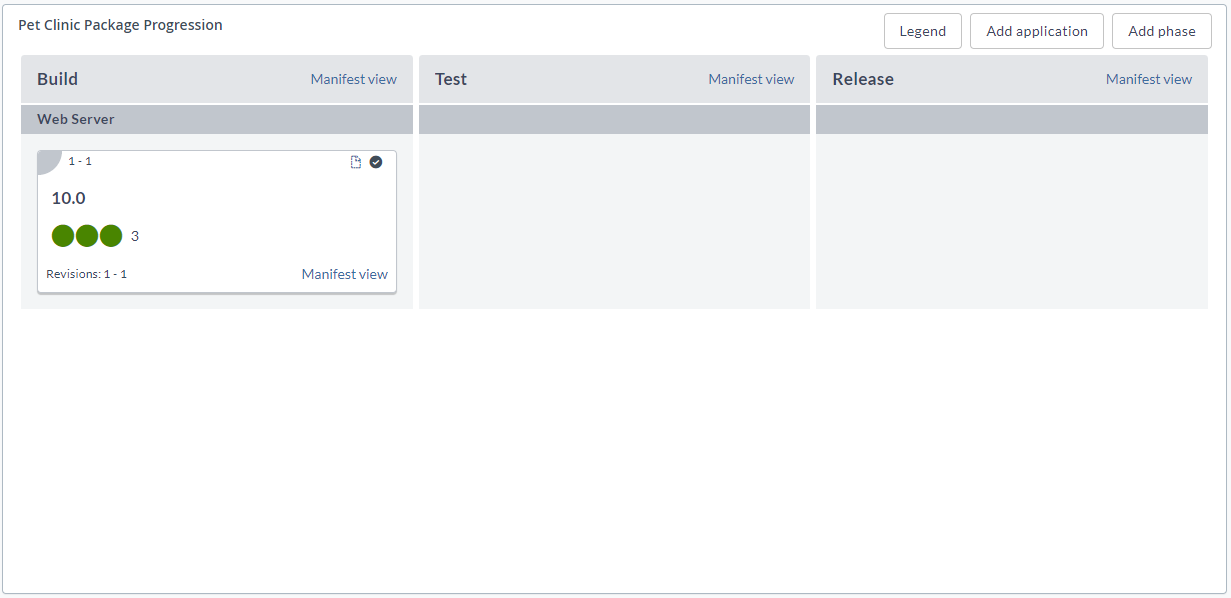 Pet Clinic Package Progression
Legend
Add application
Add phase
Build
Manifest view
Test
Manifest view
Release
Manifest view
Web Server
1 - 1
10.0
3
Revisions: 1 - 1
Manifest view